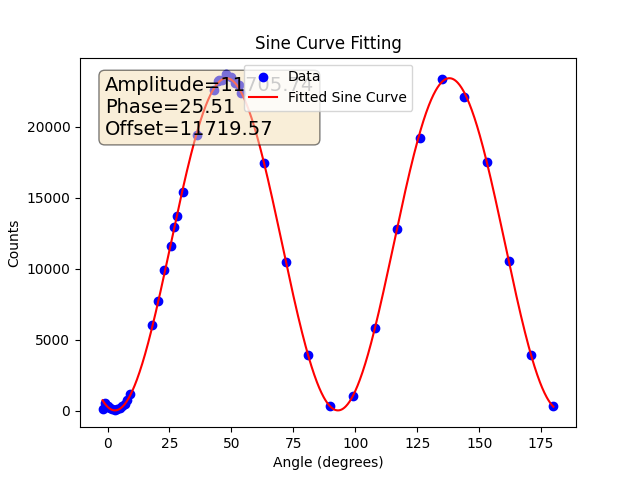 Sine Curve Fitting
Amplitude=11705.74
Phase=25.51
Offset=11719.57
Data
Fitted Sine Curve
Counts
20000
15000
10000
5000
0
0 25 50 75 100 125 150 175
Angle (degrees)